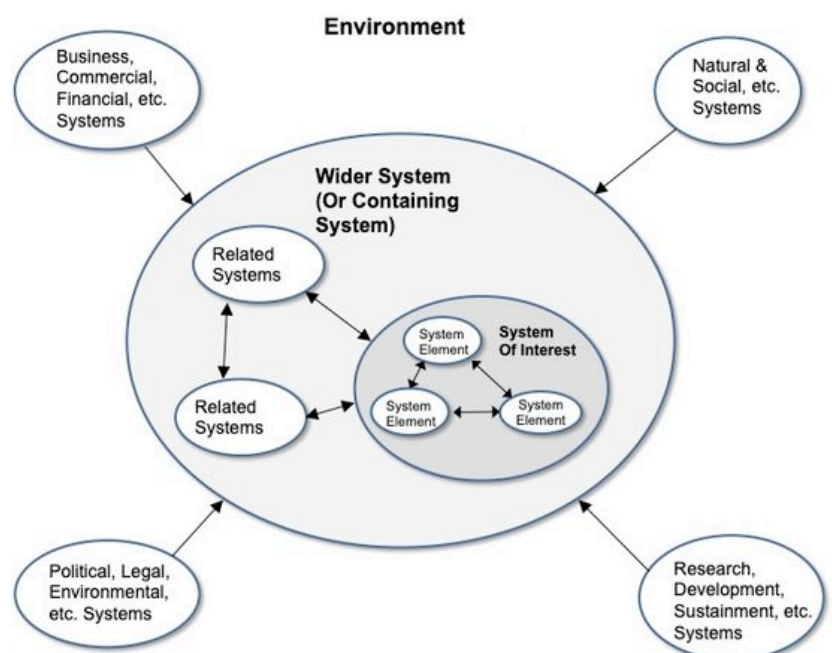 Environment
Business,
Commercial,
Financial, etc.
Systems
Natural &
Social, etc.
Systems
Wider System
(Or Containing
System)
Related
Systems
System
Element
System
Of Interest
Related
Systems
System
Element
System
Element
Political, Legal,
Environmental,
etc. Systems
Research,
Development,
Sustainment, etc.
Systems